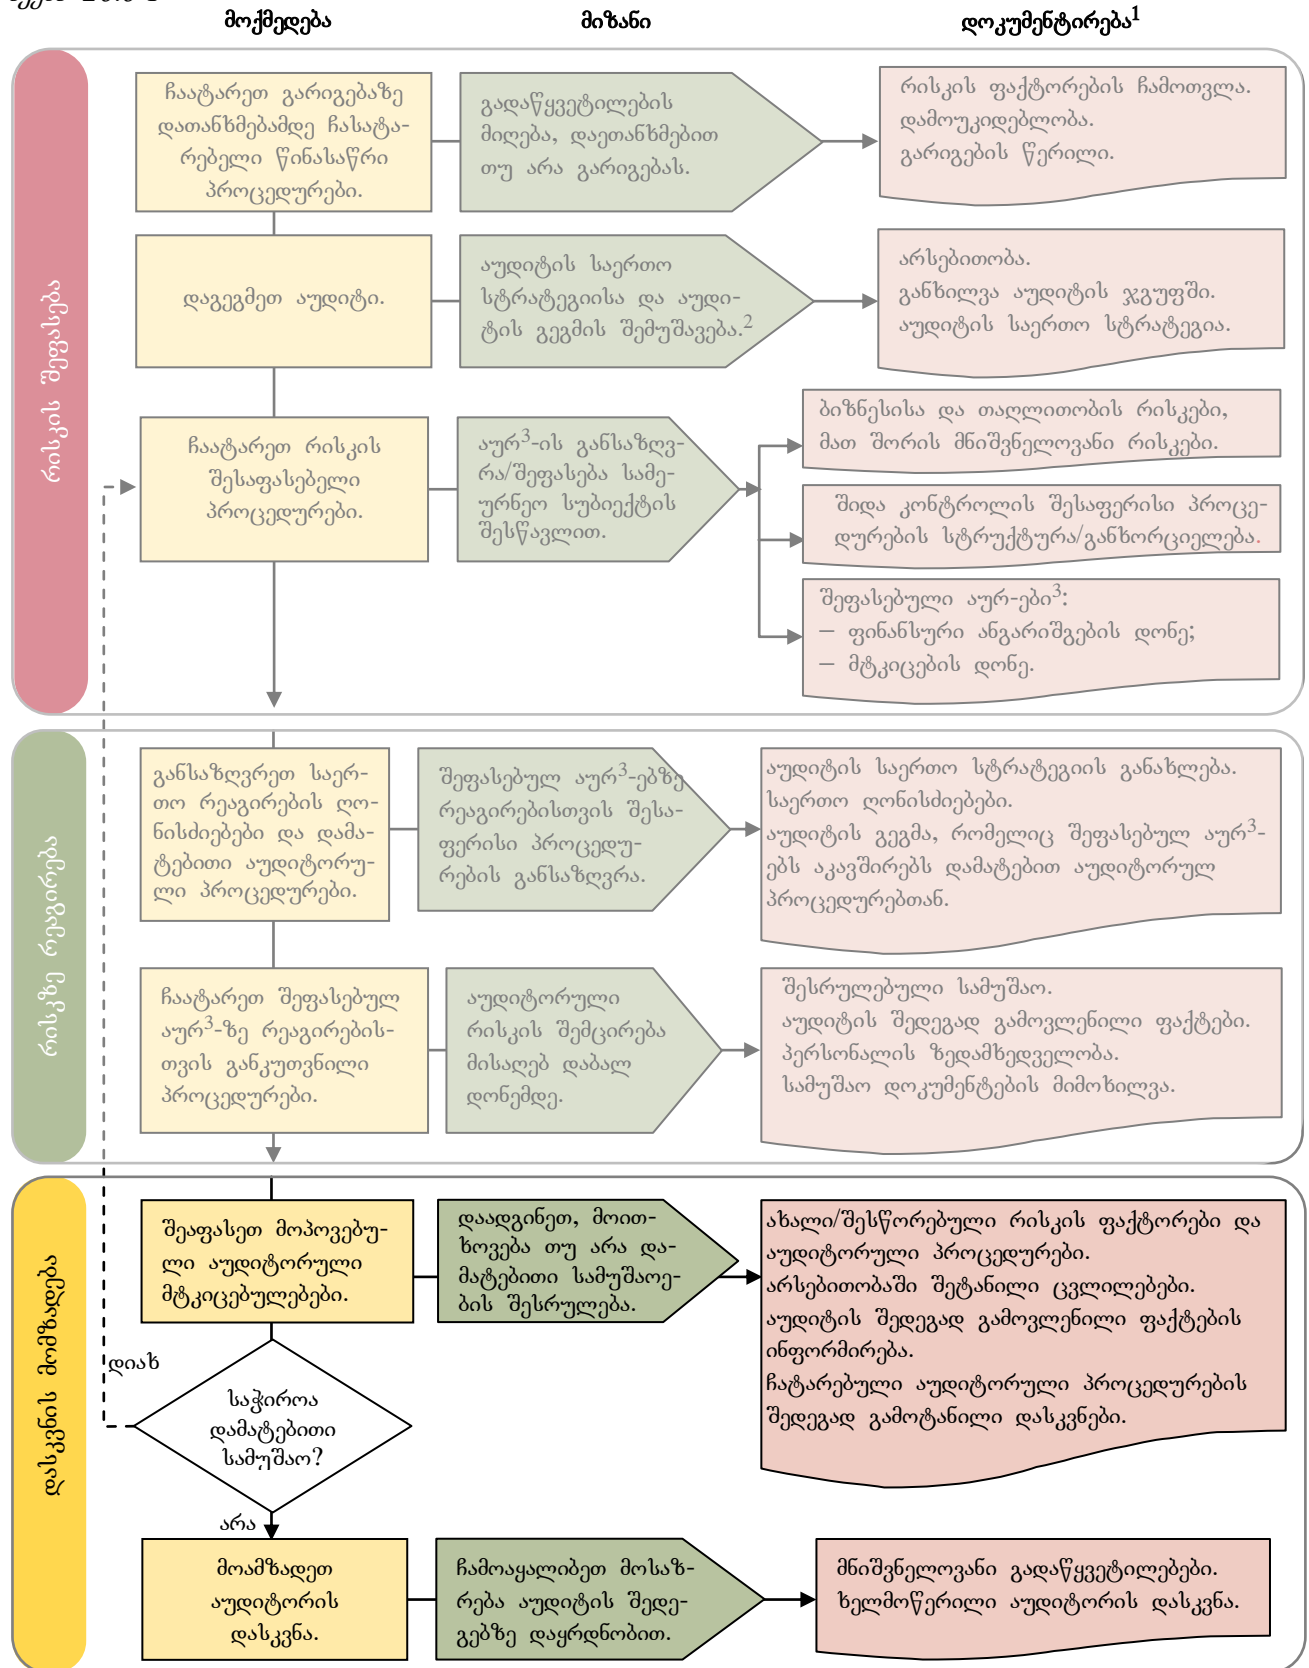 მოქმედება
მიზანი
დოკუმენტირება1
რისკის შეფასება
ჩაატარეთ გარიგებაზე
დათანხმებამდე ჩასატა-
რებელი წინასაწრი
პროცედურები.
გადაწყვეტილების
მიღება, დაეთანხმებით
თუ არა გარიგებას.
რისკის ფაქტორების ჩამოთვლა.
დამოუკიდებლობა.
გარიგების წერილი.
დაგეგმეთ აუდიტი.
აუდიტის საერთო
სტრატეგიისა და აუდი-
ტის გეგმის შემუშავება.2
არსებითობა.
განხილვა აუდიტის ჯგუფში.
აუდიტის საერთო სტრატეგია.
ჩაატარეთ რისკის
შესაფასებელი
პროცედურები.
აურ3-ის განსაზღვ-
რა/შეფასება სამე-
ურნეო სუბიექტის
შესწავლით.
ბიზნესისა და თაღლითობის რისკები,
მათ შორის მნიშვნელოვანი რისკები.
შიდა კონტროლის შესაფერისი პროცე-
დურების სტრუქტურა/განხორციელება.
შეფასებული აურ-ები3:
– ფინანსური ანგარიშგების დონე;
– მტკიცების დონე.
რისკზე რეაგირება
განსაზღვრეთ საერ-
თო რეაგირების ღო-
ნისძიებები და დამა-
ტებითი აუდიტორუ-
ლი პროცედურები.
შეფასებულ აურ3-ებზე
რეაგირებისთვის შესა-
ფერისი პროცედუ-
რების განსაზღვრა.
აუდიტის საერთო სტრატეგიის განახლება.
საერთო ღონისძიებები.
აუდიტის გეგმა, რომელიც შეფასებულ აურ3-
ებს აკავშირებს დამატებით აუდიტორულ
პროცედურებთან.
ჩაატარეთ შეფასებულ
აურ3-ზე რეაგირების-
თვის განკუთვნილი
პროცედურები.
აუდიტორული
რისკის შემცირება
მისაღებ დაბალ
დონემდე.
შესრულებული სამუშაო.
აუდიტის შედეგად გამოვლენილი ფაქტები.
პერსონალის ზედამხედველობა.
სამუშაო დოკუმენტების მიმოხილვა.
დასკვნის მომზადება
შეაფასეთ მოპოვებუ-
ლი აუდიტორული
მტკიცებულებები.
დაადგინეთ, მოით-
ხოვება თუ არა და-
მატებითი სამუშაოე-
ბის შესრულება.
ახალი/შესწორებული რისკის ფაქტორები და
აუდიტორული პროცედურები.
არსებითობაში შეტანილი ცვლილებები.
აუდიტის შედეგად გამოვლენილი ფაქტების
ინფორმირება.
ჩატარებული აუდიტორული პროცედურების
შედეგად გამოტანილი დასკვნები.
დიახ
საჭიროა
დამატებითი
სამუშაო?
არა
მოამზადეთ
აუდიტორის
დასკვნა.
ჩამოაყალიბეთ მოსაზ-
რება აუდიტის შედე-
გებზე დაყრდნობით.
მნიშვნელოვანი გადაწყვეტილებები.
ხელმოწერილი აუდიტორის დასკვნა.